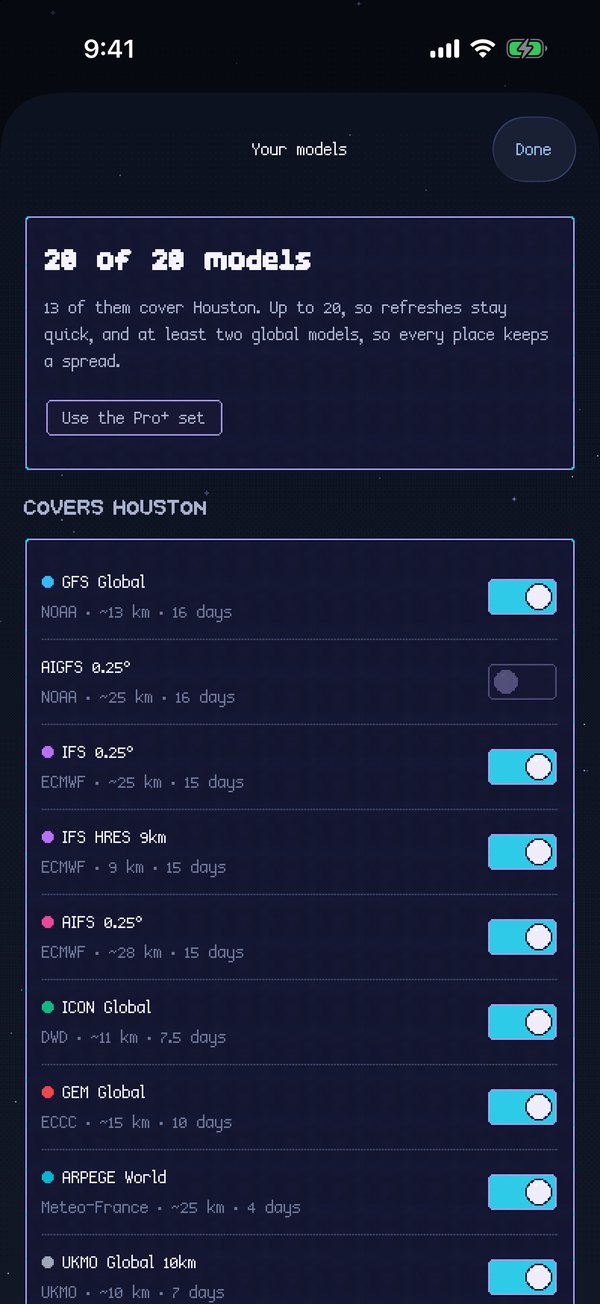 9:41
Your models
Done
20 of 20 models
13 of them cover Houston. Up to 20, so refreshes stay
quick, and at least two global models, so every place keeps
a spread.
Use the Pro+ set
COVERS HOUSTON
GFS Global
NOAA • ~13 km • 16 days
AIGFS 0.25°
NOAA • ~25 km • 16 days
IFS 0.25°
ECMWF • ~25 km • 15 days
IFS HRES 9km
ECMWF • 9 km • 15 days
AIFS 0.25°
ECMWF • ~28 km • 15 days
ICON Global
DWD • ~11 km • 7.5 days
GEM Global
ECCC • ~15 km • 10 days
ARPEGE World
Meteo-France • ~25 km • 4 days
UKMO Global 10km
UKMO • ~10 km • 7 days